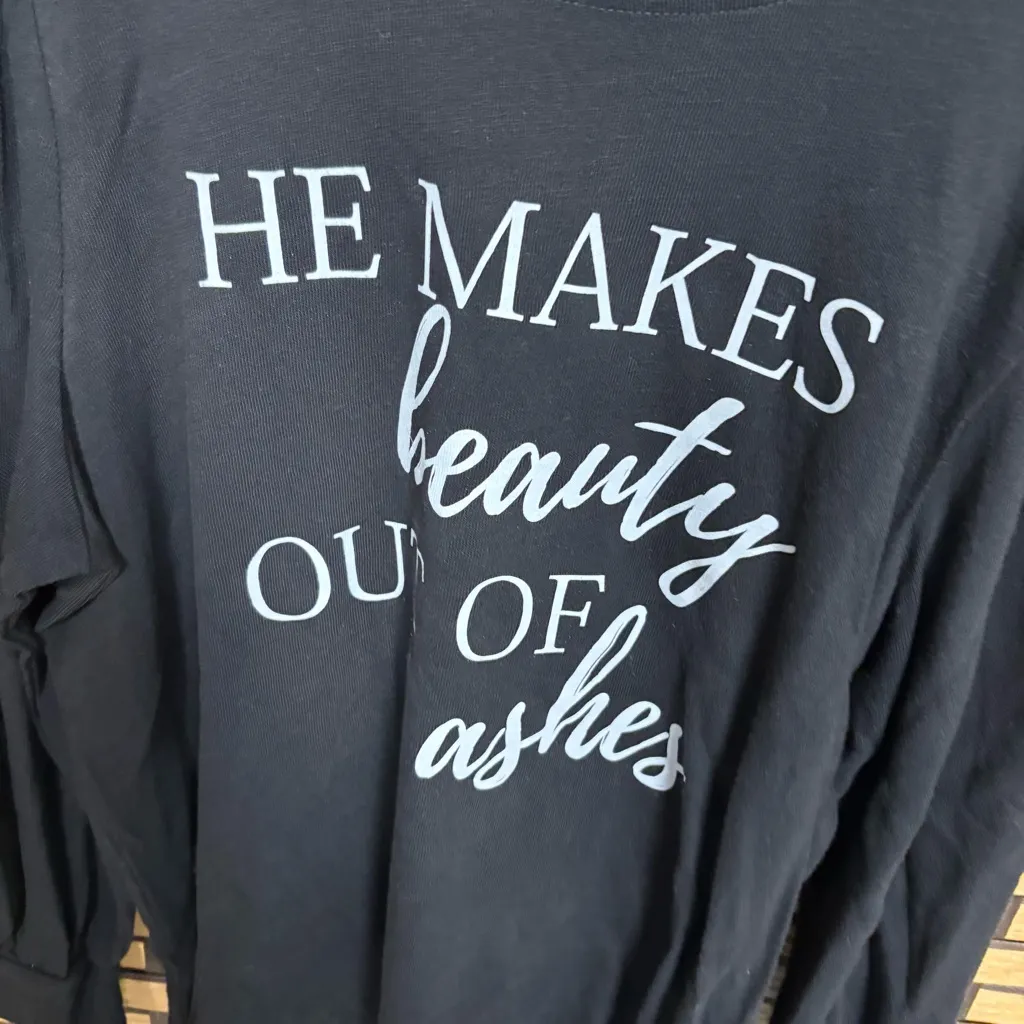 HE MAKES
beauty
OUT OF
ashes